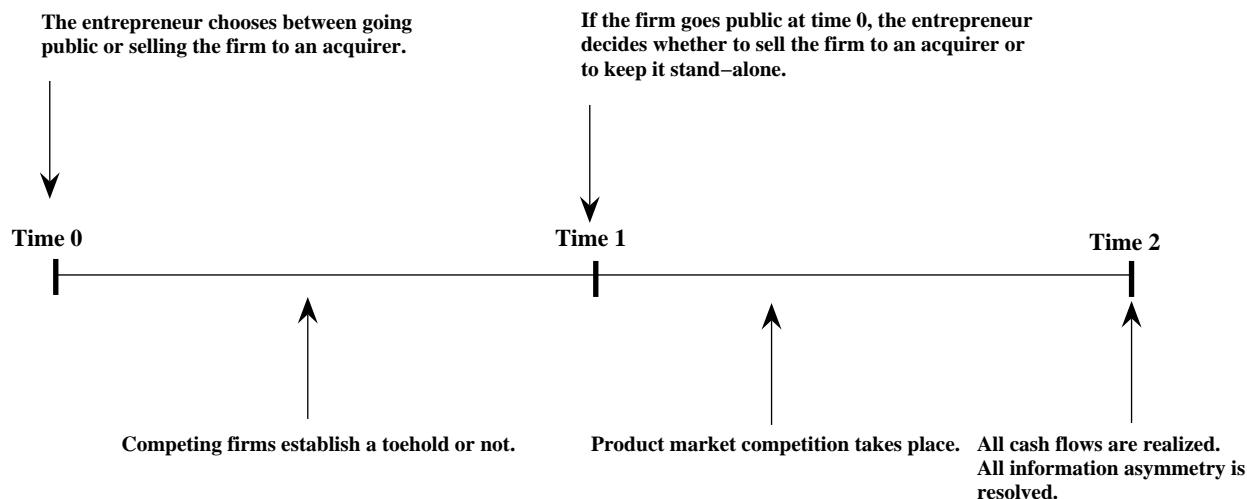 The entrepreneur chooses between going
public or selling the firm to an acquirer.
If the firm goes public at time 0, the entrepreneur
decides whether to sell the firm to an acquirer or
to keep it stand−alone.
Time 0
Time 1
Time 2
Competing firms establish a toehold or not.
Product market competition takes place.
All cash flows are realized.
All information asymmetry is
resolved.